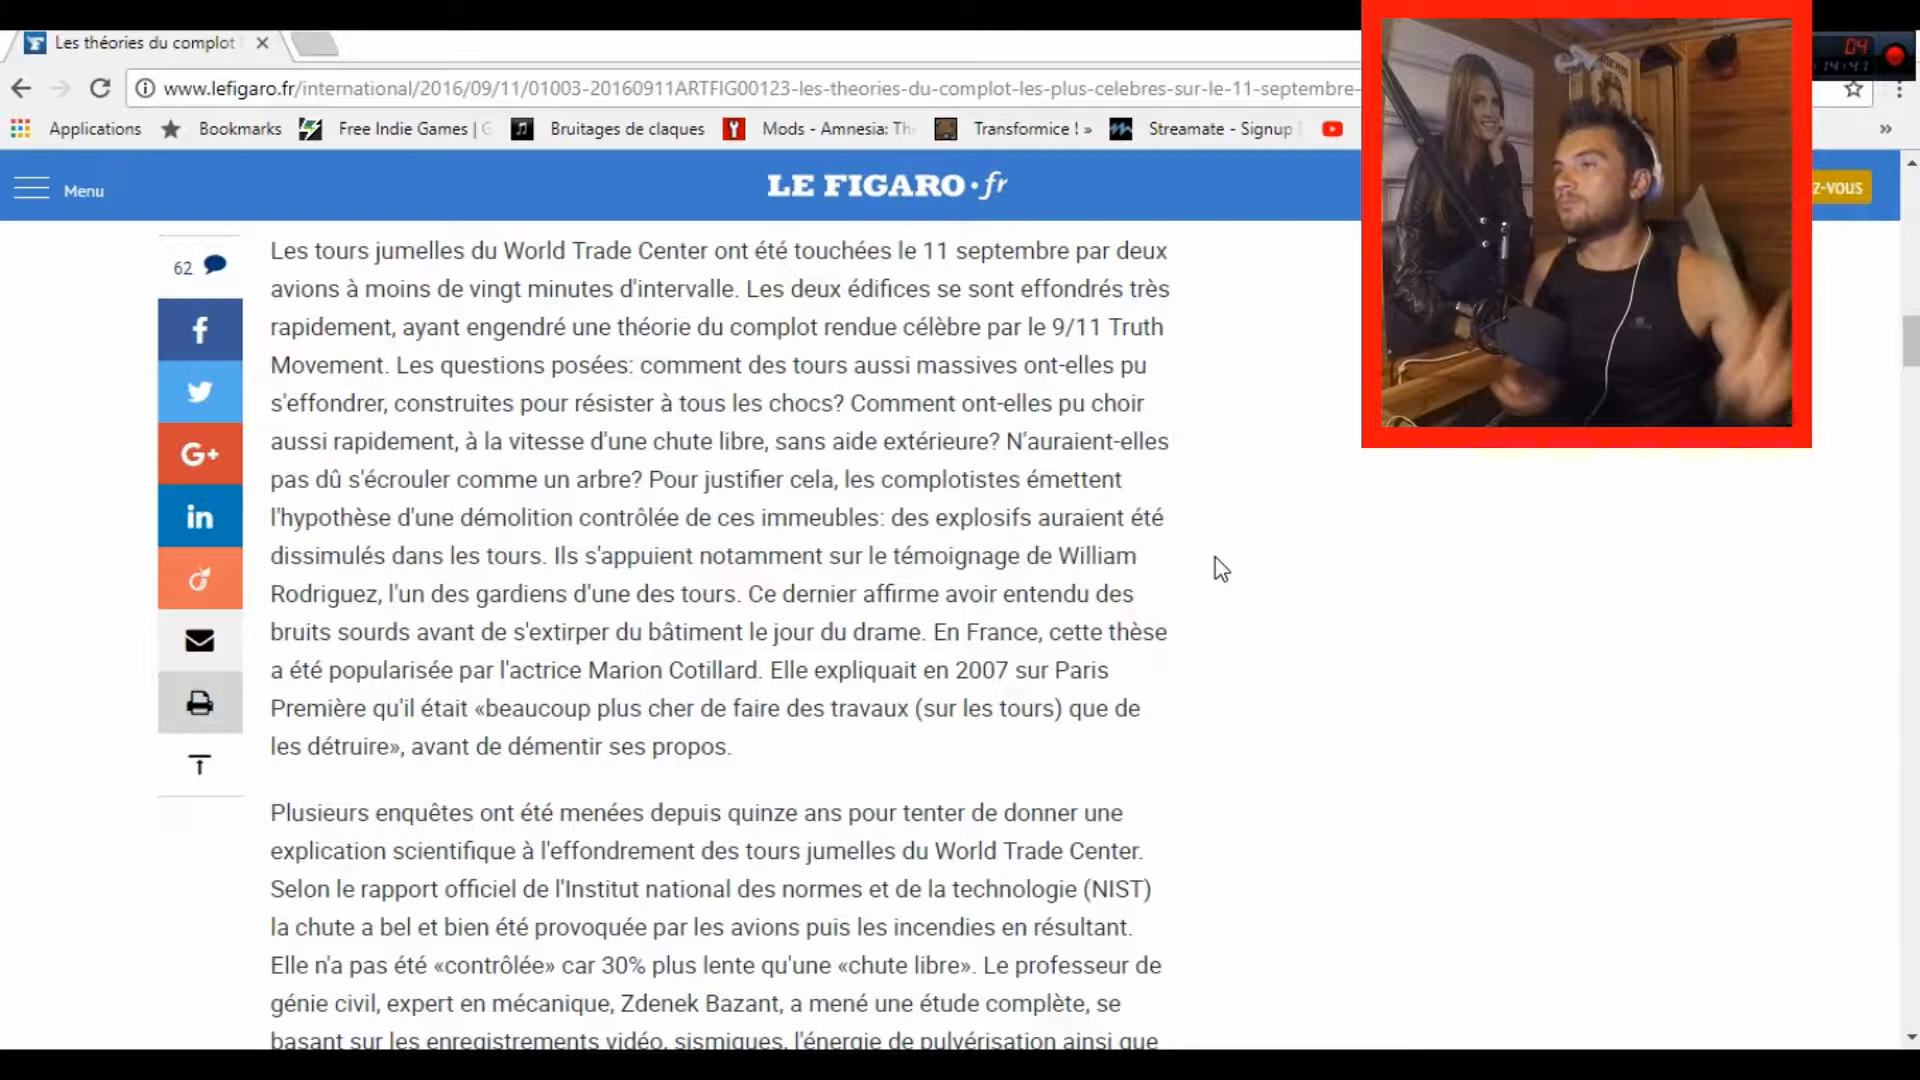 Les théories du complot
www.lefigaro.fr/international/2016/09/11/01003-20160911ARTFIG00123-les-theories-du-complot-les-plus-celebres-sur-le-11-septembre-
Applications Bookmarks Free Indie Games | Bruitages de claques Mods - Amnesia: Th Transformice ! » Streamate - Signup »
Menu LE FIGARO·fr z-vous
62
Les tours jumelles du World Trade Center ont été touchées le 11 septembre par deux
avions à moins de vingt minutes d'intervalle. Les deux édifices se sont effondrés très
rapidement, ayant engendré une théorie du complot rendue célèbre par le 9/11 Truth
Movement. Les questions posées: comment des tours aussi massives ont-elles pu
s'effondrer, construites pour résister à tous les chocs? Comment ont-elles pu choir
aussi rapidement, à la vitesse d'une chute libre, sans aide extérieure? N'auraient-elles
pas dû s'écrouler comme un arbre? Pour justifier cela, les complotistes émettent
l'hypothèse d'une démolition contrôlée de ces immeubles: des explosifs auraient été
dissimulés dans les tours. Ils s'appuient notamment sur le témoignage de William
Rodriguez, l'un des gardiens d'une des tours. Ce dernier affirme avoir entendu des
bruits sourds avant de s'extirper du bâtiment le jour du drame. En France, cette thèse
a été popularisée par l'actrice Marion Cotillard. Elle expliquait en 2007 sur Paris
Première qu'il était «beaucoup plus cher de faire des travaux (sur les tours) que de
les détruire», avant de démentir ses propos.
Plusieurs enquêtes ont été menées depuis quinze ans pour tenter de donner une
explication scientifique à l'effondrement des tours jumelles du World Trade Center.
Selon le rapport officiel de l'Institut national des normes et de la technologie (NIST)
la chute a bel et bien été provoquée par les avions puis les incendies en résultant.
Elle n'a pas été «contrôlée» car 30% plus lente qu'une «chute libre». Le professeur de
génie civil, expert en mécanique, Zdenek Bazant, a mené une étude complète, se
basant sur les enregistrements vidéo, sismiques, l'énergie de pulvérisation ainsi que